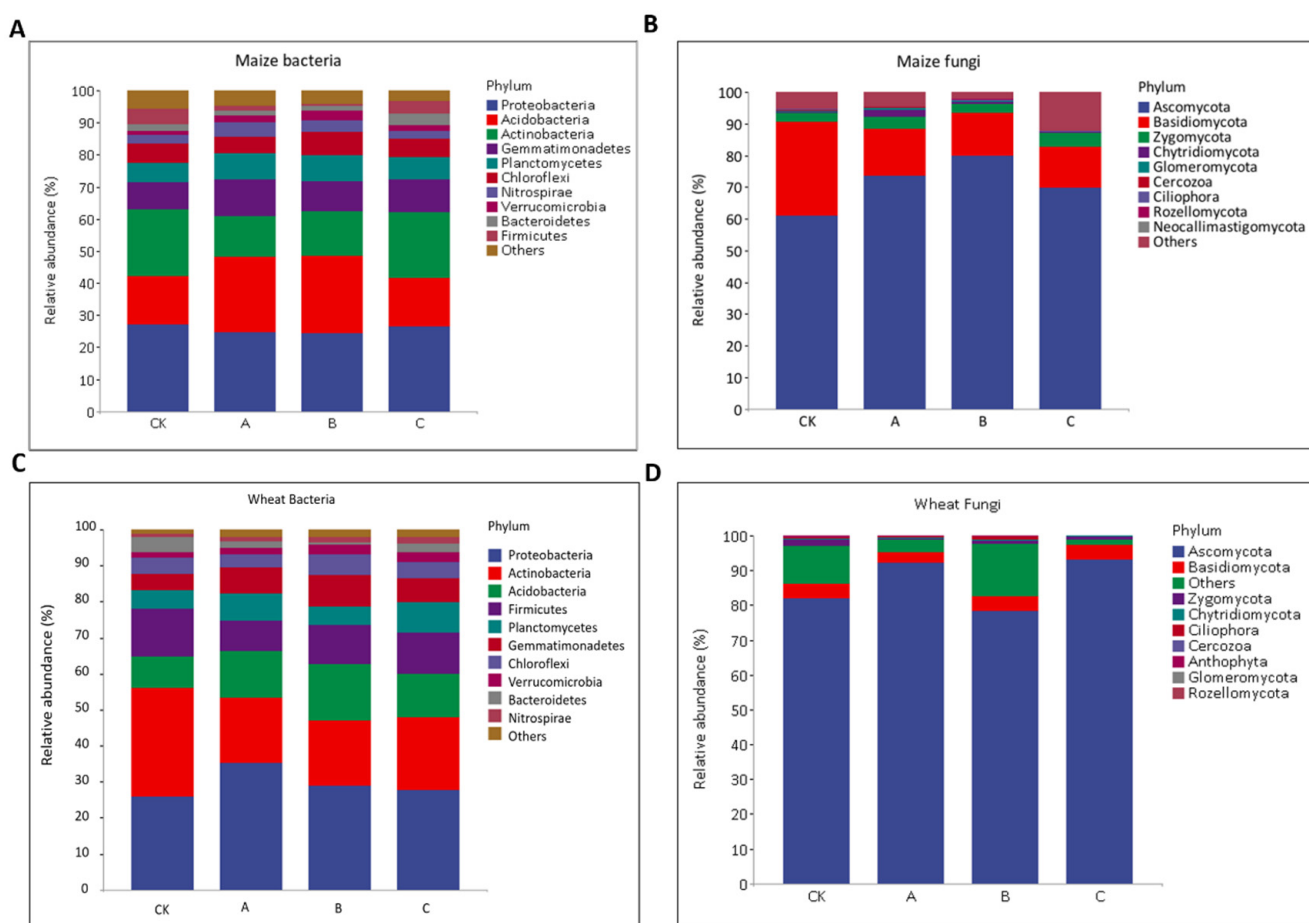 A
Maize bacteria
Relative abundance (%)
100
90
80
70
60
50
40
30
20
10
0
CK A B C
Phylum
Proteobacteria
Acidobacteria
Actinobacteria
Gemmatimonadetes
Planctomycetes
Chloroflexi
Nitrospirae
Verrucomicrobia
Bacteroidetes
Firmicutes
Others
B
Maize fungi
Relative abundance (%)
100
90
80
70
60
50
40
30
20
10
0
CK A B C
Phylum
Ascomycota
Basidiomycota
Zygomycota
Chytridiomycota
Glomeromycota
Cercozoa
Ciliophora
Rozellomycota
Neocallimastigomycota
Others
C
Wheat Bacteria
Relative abundance (%)
100
80
60
40
20
0
CK A B C
Phylum
Proteobacteria
Actinobacteria
Acidobacteria
Firmicutes
Planctomycetes
Gemmatimonadetes
Chloroflexi
Verrucomicrobia
Bacteroidetes
Nitrospirae
Others
D
Wheat Fungi
Relative abundance (%)
100
90
80
70
60
50
40
30
20
10
0
CK A B C
Phylum
Ascomycota
Basidiomycota
Others
Zygomycota
Chytridiomycota
Ciliophora
Cercozoa
Anthophyta
Glomeromycota
Rozellomycota